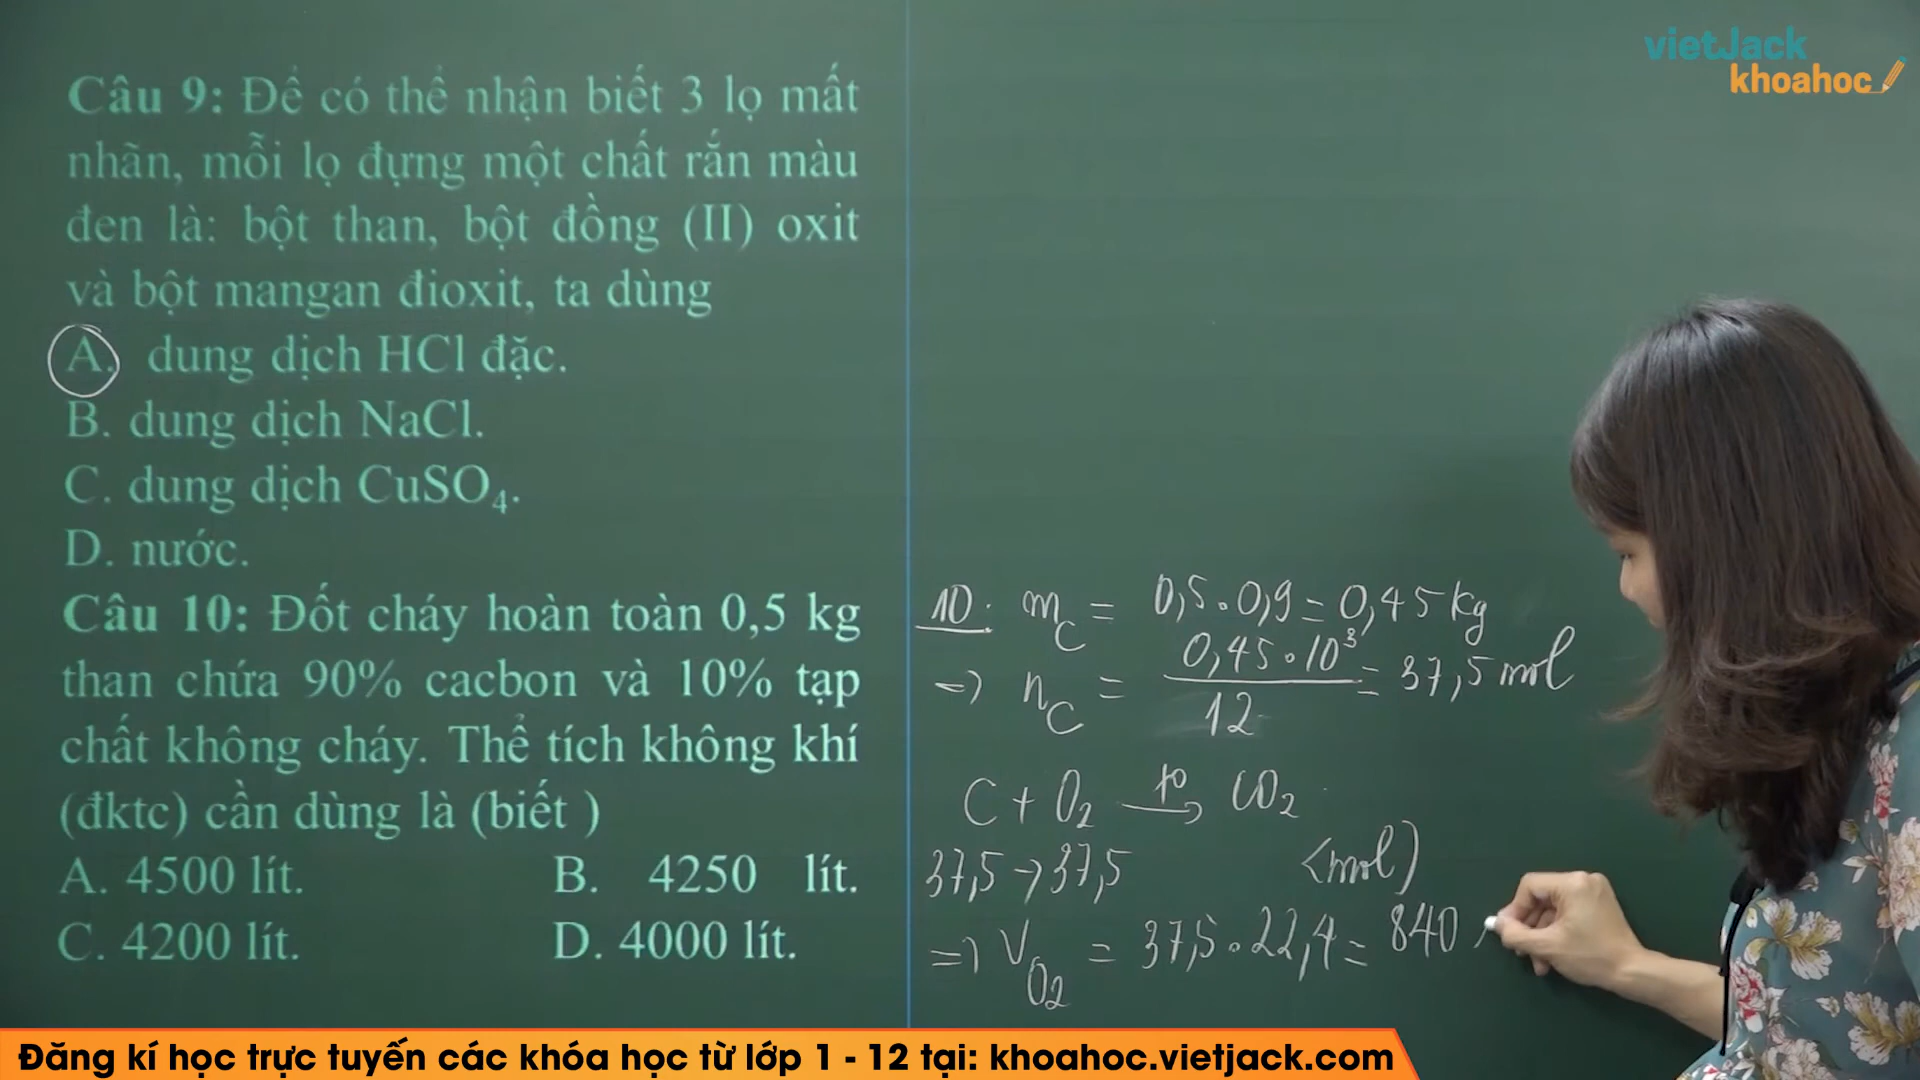 vietJack
khoahoc
Câu 9: Để có thể nhận biết 3 lọ mất
nhãn, mỗi lọ đựng một chất rắn màu
đen là: bột than, bột đồng (II) oxit
và bột mangan đioxit, ta dùng
A. dung dịch HCl đặc.
B. dung dịch NaCl.
C. dung dịch CuSO₄.
D. nước.
Câu 10: Đốt cháy hoàn toàn 0,5 kg
than chứa 90% cacbon và 10% tạp
chất không cháy. Thể tích không khí
(đktc) cần dùng là (biết )
A. 4500 lít. B. 4250 lít.
C. 4200 lít. D. 4000 lít.
10. m_C = 0,5.0,9 = 0,45 kg
=> n_C = 0,45.10³ / 12 = 37,5 mol
C + O₂ t⁰→ CO₂
37,5 → 37,5 (mol)
=> V_O₂ = 37,5.22,4 = 840
Đăng kí học trực tuyến các khóa học từ lớp 1 - 12 tại: khoahoc.vietjack.com